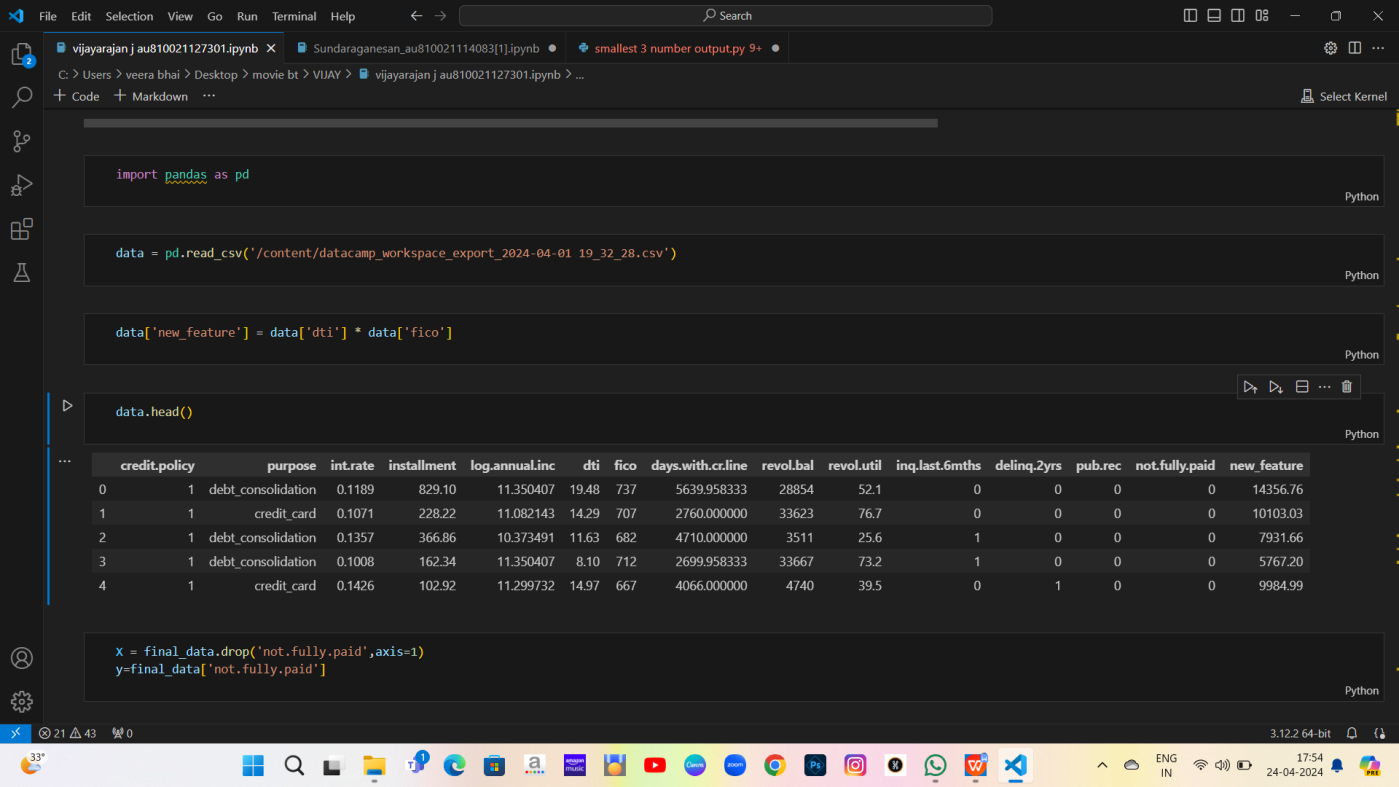 File Edit Selection View Go Run Terminal Help Search
vijayarajan j au810021127301.ipynb Sundaraganesan_au810021114083[1].ipynb smallest 3 number output.py 9+
C: > Users > veera bhai > Desktop > movie bt > VIJAY > vijayarajan j au810021127301.ipynb > ...
+ Code + Markdown ... Select Kernel
2
import pandas as pd
Python
data = pd.read_csv('/content/datacamp_workspace_export_2024-04-01 19_32_28.csv')
Python
data['new_feature'] = data['dti'] * data['fico']
Python
data.head()
Python
credit.policy purpose int.rate installment log.annual.inc dti fico days.with.cr.line revol.bal revol.util inq.last.6mths delinq.2yrs pub.rec not.fully.paid new_feature
0 1 debt_consolidation 0.1189 829.10 11.350407 19.48 737 5639.958333 28854 52.1 0 0 0 0 14356.76
1 1 credit_card 0.1071 228.22 11.082143 14.29 707 2760.000000 33623 76.7 0 0 0 0 10103.03
2 1 debt_consolidation 0.1357 366.86 10.373491 11.63 682 4710.000000 3511 25.6 1 0 0 0 7931.66
3 1 debt_consolidation 0.1008 162.34 11.350407 8.10 712 2699.958333 33667 73.2 1 0 0 0 5767.20
4 1 credit_card 0.1426 102.92 11.299732 14.97 667 4066.000000 4740 39.5 0 1 0 0 9984.99
X = final_data.drop('not.fully.paid',axis=1)
y=final_data['not.fully.paid']
Python
21 43 0 3.12.2 64-bit
33°
1
a
amazon music
Canva
zoom
Ps
W
ENG
IN
17:54
24-04-2024
PRE